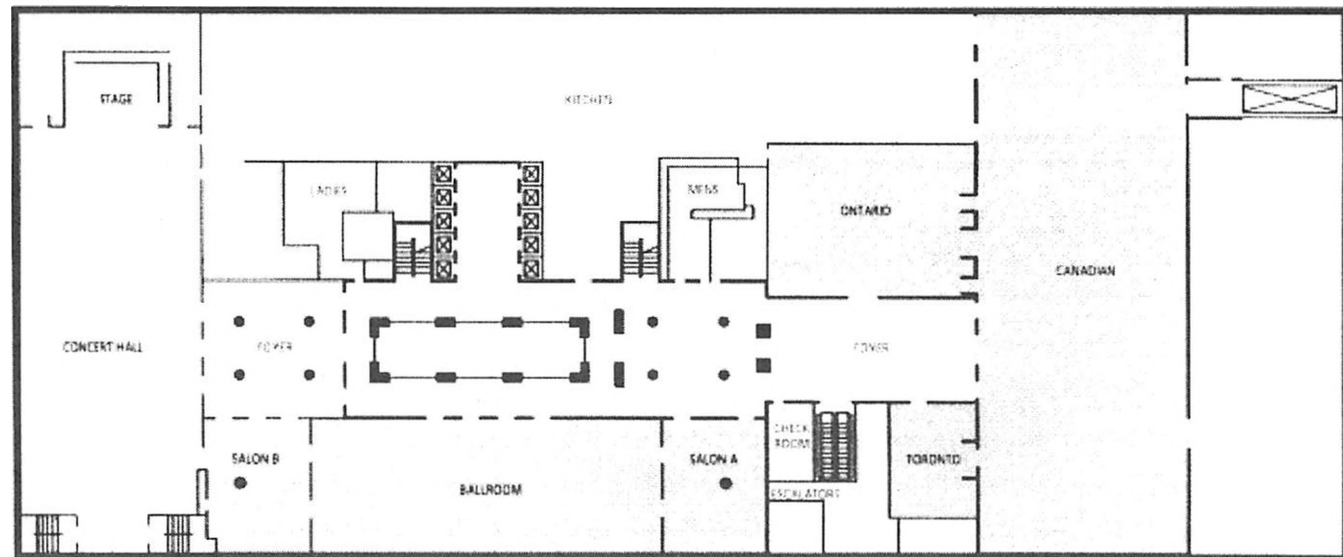 STAGE
KITCHEN
LADIES
MENS
ONTARIO
CANADIAN
CONCERT HALL
FOYER
FOYER
CHECK
ROOM
SALON B
BALLROOM
SALON A
TORONTO
ESCALATORS